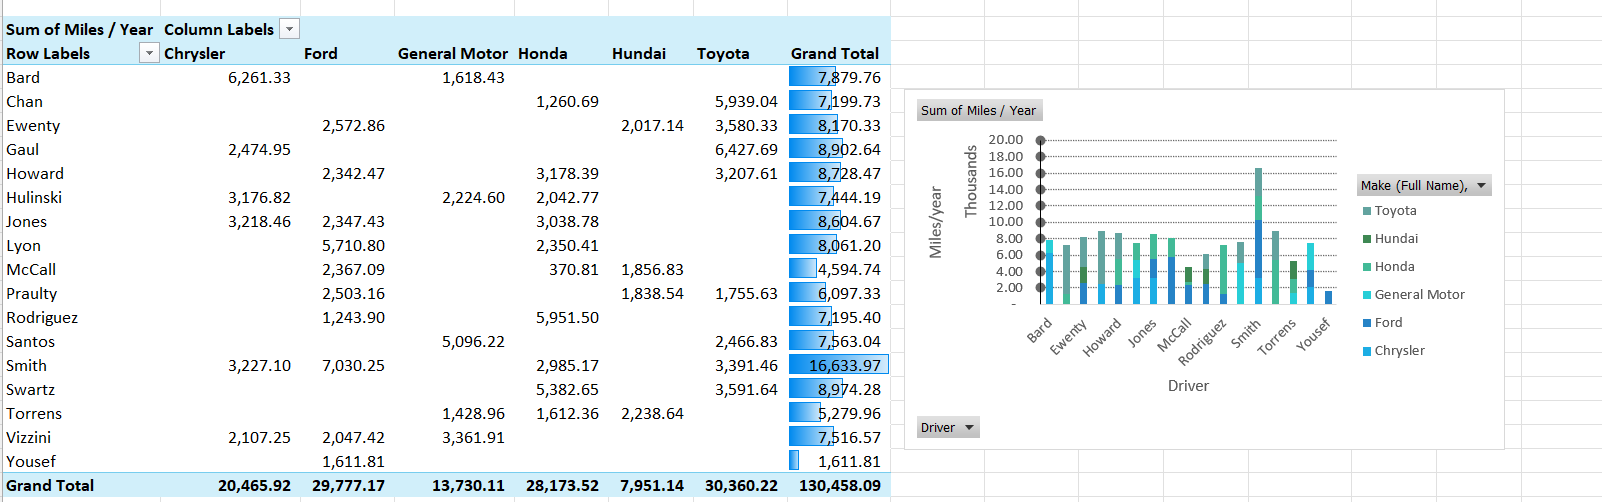 Sum of Miles / Year Column Labels
Row Labels Chrysler Ford General Motor Honda Hundai Toyota Grand Total
Bard 6,261.33 1,618.43 7,879.76
Chan 1,260.69 5,939.04 7,199.73
Ewenty 2,572.86 2,017.14 3,580.33 8,170.33
Gaul 2,474.95 6,427.69 8,902.64
Howard 2,342.47 3,178.39 3,207.61 8,728.47
Hulinski 3,176.82 2,224.60 2,042.77 7,444.19
Jones 3,218.46 2,347.43 3,038.78 8,604.67
Lyon 5,710.80 2,350.41 8,061.20
McCall 2,367.09 370.81 1,856.83 4,594.74
Praulty 2,503.16 1,838.54 1,755.63 6,097.33
Rodriguez 1,243.90 5,951.50 7,195.40
Santos 5,096.22 2,466.83 7,563.04
Smith 3,227.10 7,030.25 2,985.17 3,391.46 16,633.97
Swartz 5,382.65 3,591.64 8,974.28
Torrens 1,428.96 1,612.36 2,238.64 5,279.96
Vizzini 2,107.25 2,047.42 3,361.91 7,516.57
Yousef 1,611.81 1,611.81
Grand Total 20,465.92 29,777.17 13,730.11 28,173.52 7,951.14 30,360.22 130,458.09
Sum of Miles / Year
Miles/year
Thousands
20.00
18.00
16.00
14.00
12.00
10.00
8.00
6.00
4.00
2.00
-
Bard Ewenty Howard Jones McCall Rodriguez Smith Torrens Yousef
Driver
Make (Full Name),
Toyota
Hundai
Honda
General Motor
Ford
Chrysler
Driver